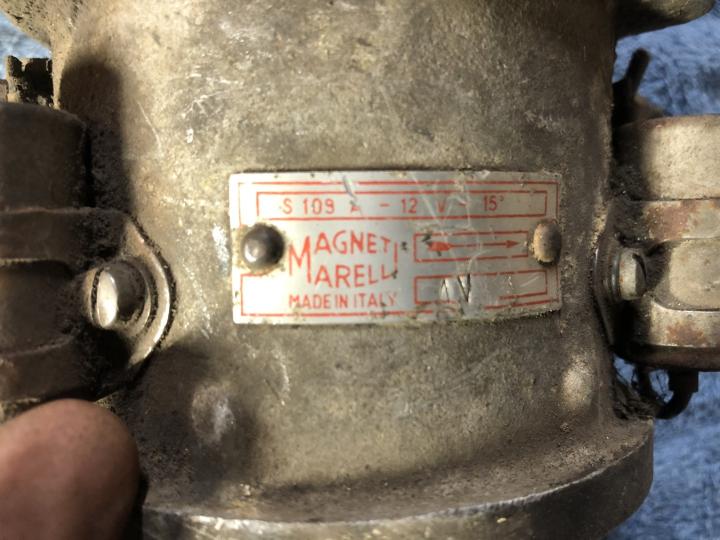 S 109 A - 12 V 15°
MAGNETI
MARELLI
MADE IN ITALY